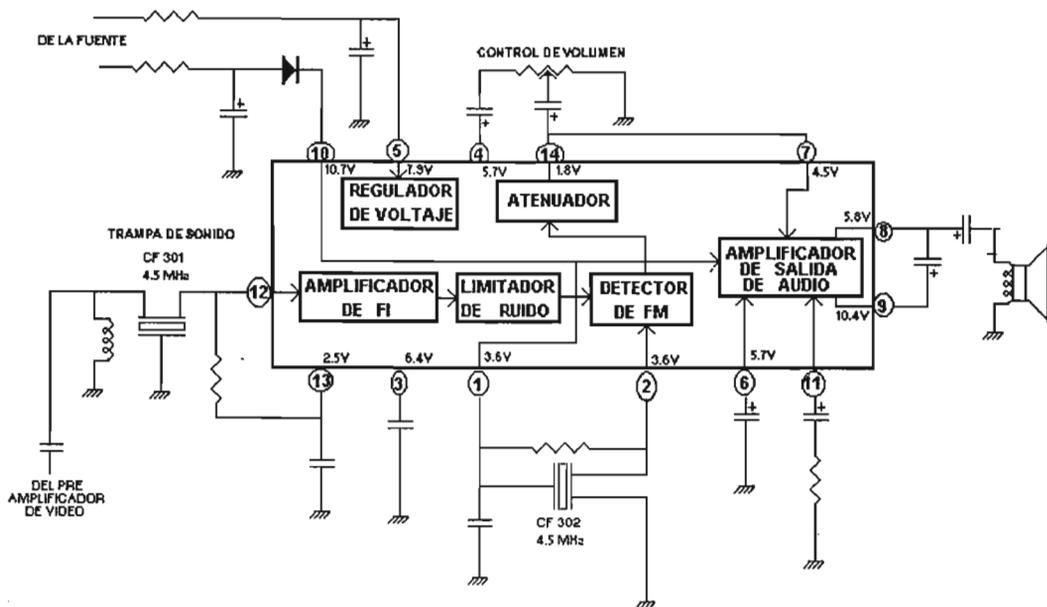 DE LA FUENTE
CONTROL DE VOLUMEN
10
5
4
14
7
10.7V
7.9V
5.7V
1.8V
4.5V
REGULADOR
DE VOLTAJE
ATENUADOR
5.8V
8
TRAMPA DE SONIDO
CF 301
4.5 MHz
12
AMPLIFICADOR
DE FI
LIMITADOR
DE RUIDO
DETECTOR
DE FM
AMPLIFICADOR
DE SALIDA
DE AUDIO
9
10.4V
2.5V
6.4V
3.6V
3.6V
5.7V
13
3
1
2
6
11
DEL PRE
AMPLIFICADOR
DE VIDEO
CF 302
4.5 MHz